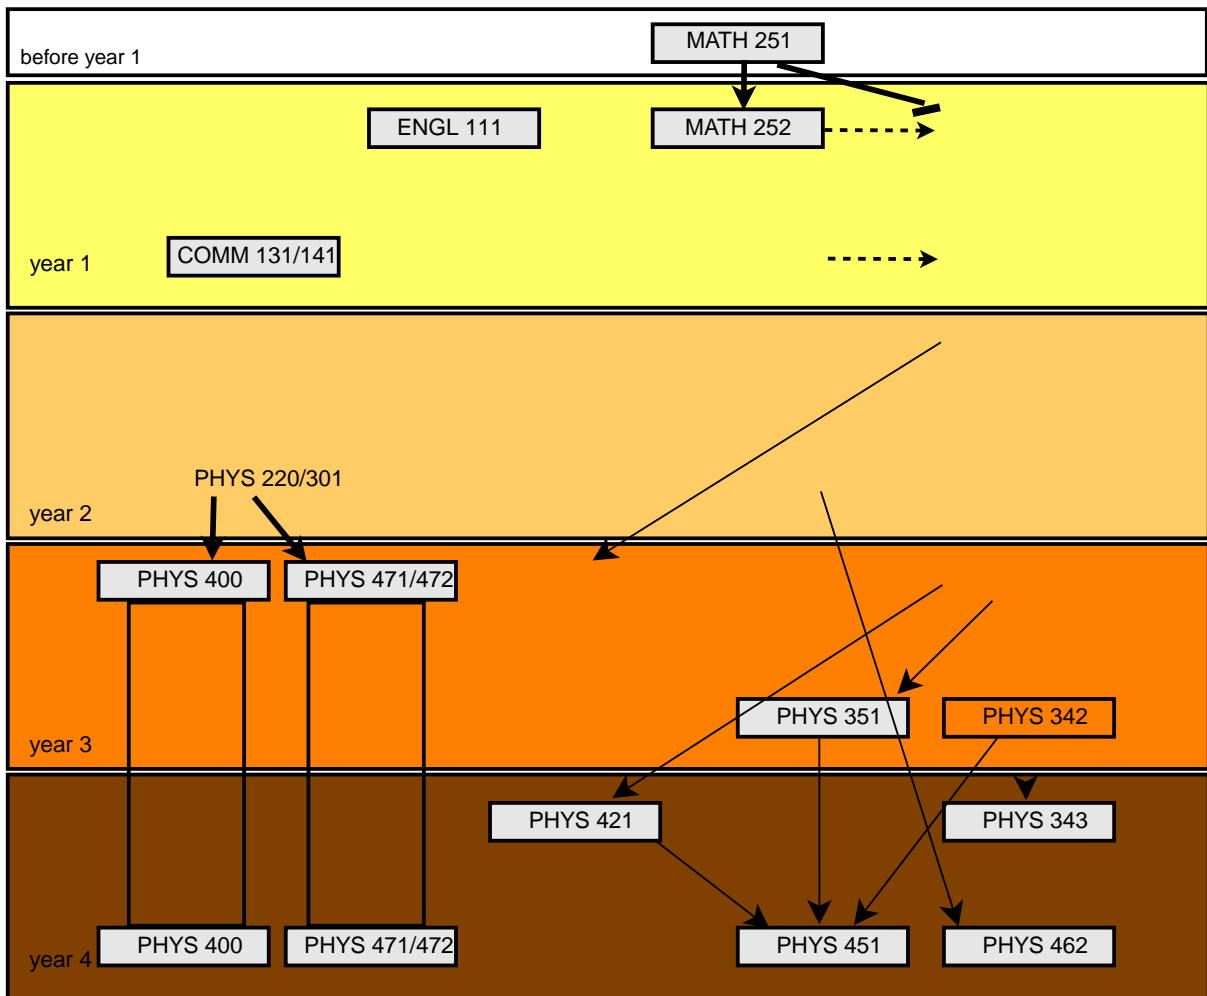 before year 1
MATH 251
ENGL 111
MATH 252
COMM 131/141
year 1
PHYS 220/301
year 2
PHYS 400
PHYS 471/472
PHYS 351
PHYS 342
year 3
PHYS 421
PHYS 343
PHYS 400
PHYS 471/472
PHYS 451
PHYS 462
year 4